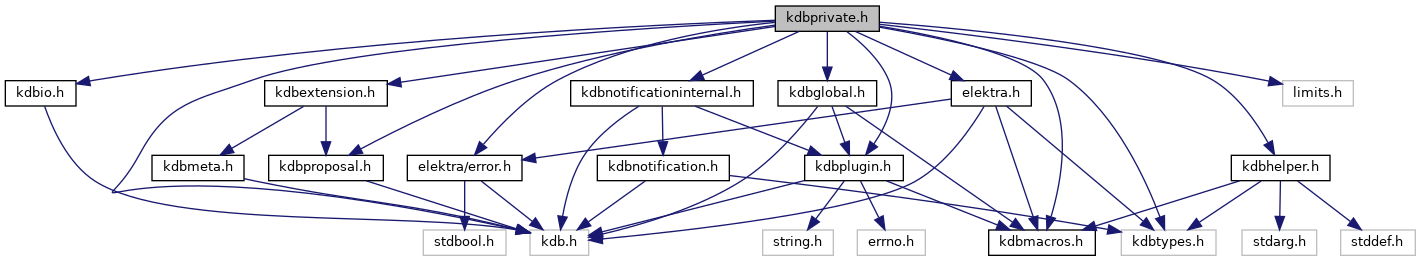 kdbprivate.h
kdbio.h
kdbextension.h
kdbnotificationinternal.h
kdbglobal.h
elektra.h
limits.h
kdbmeta.h
kdbproposal.h
elektra/error.h
kdbnotification.h
kdbplugin.h
kdbhelper.h
stdbool.h
kdb.h
string.h
errno.h
kdbmacros.h
kdbtypes.h
stdarg.h
stddef.h